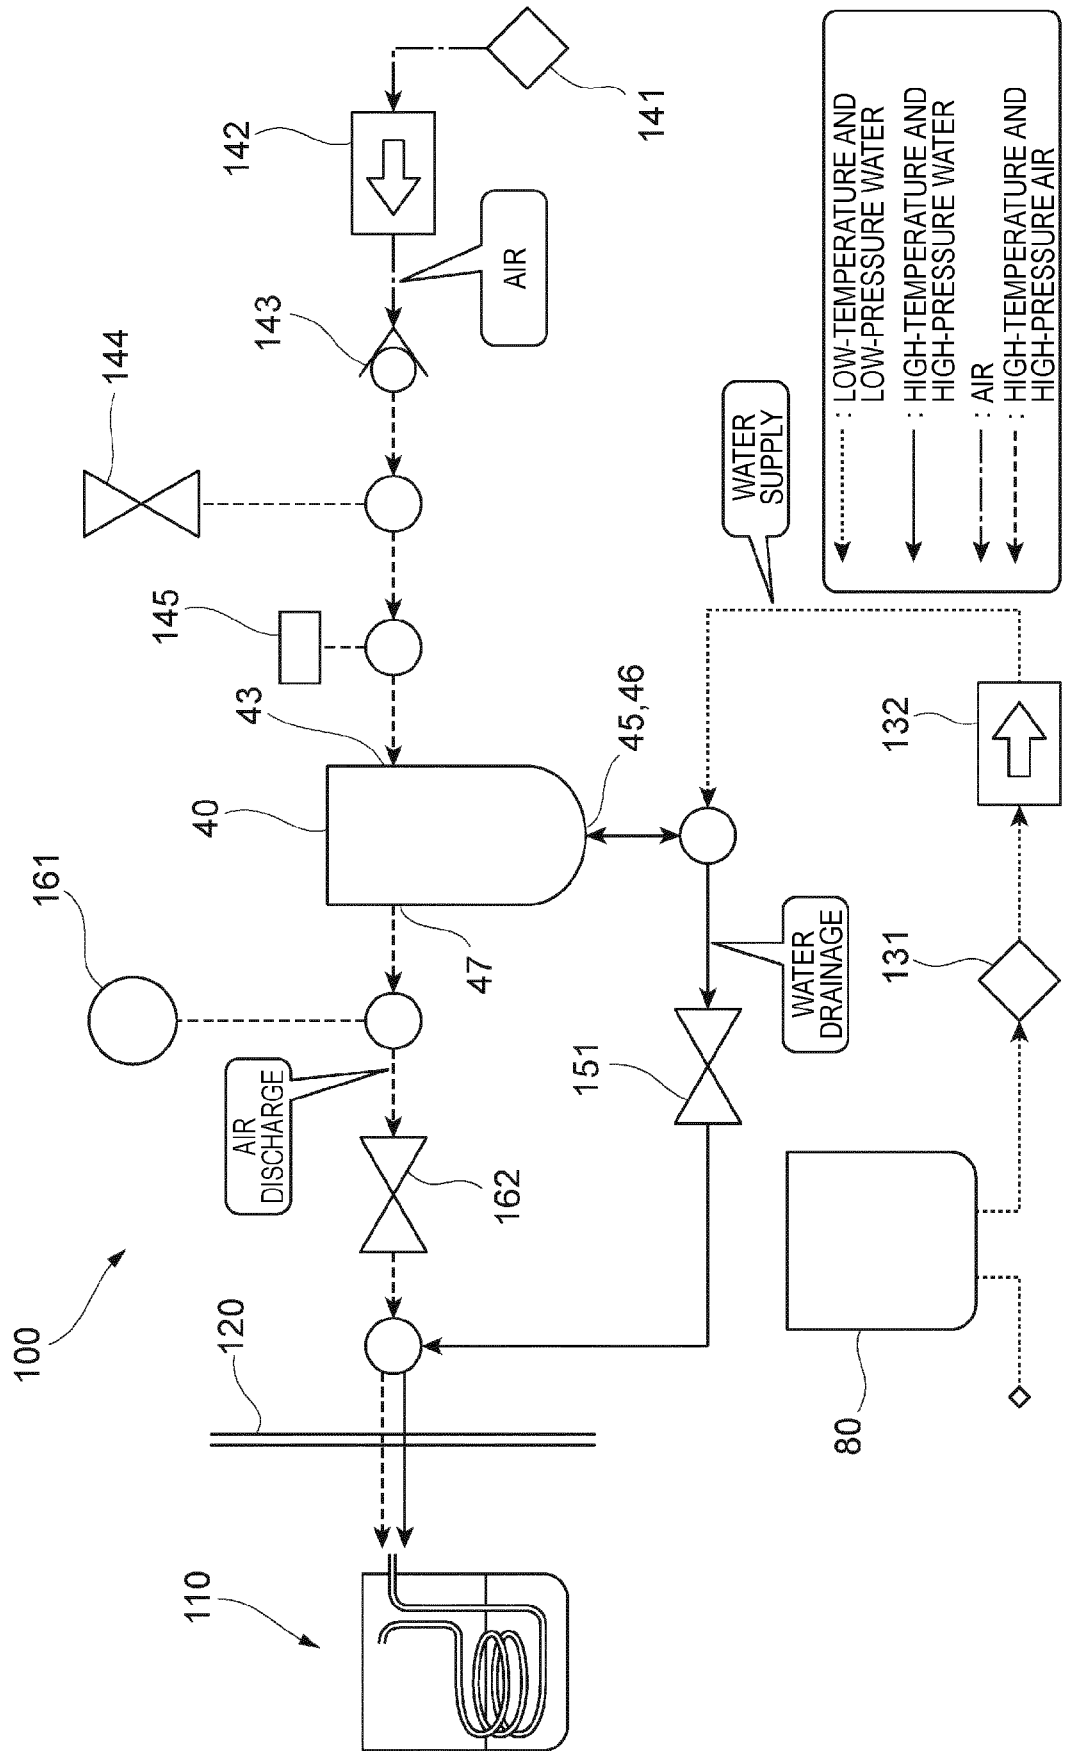 100
161
144
145
110
40
120
142
AIR
DISCHARGE
43
143
47
162
AIR
151
45,46
141
WATER
SUPPLY
WATER
DRAINAGE
80
131
132
: LOW-TEMPERATURE AND
LOW-PRESSURE WATER
: HIGH-TEMPERATURE AND
HIGH-PRESSURE WATER
: AIR
: HIGH-TEMPERATURE AND
HIGH-PRESSURE AIR